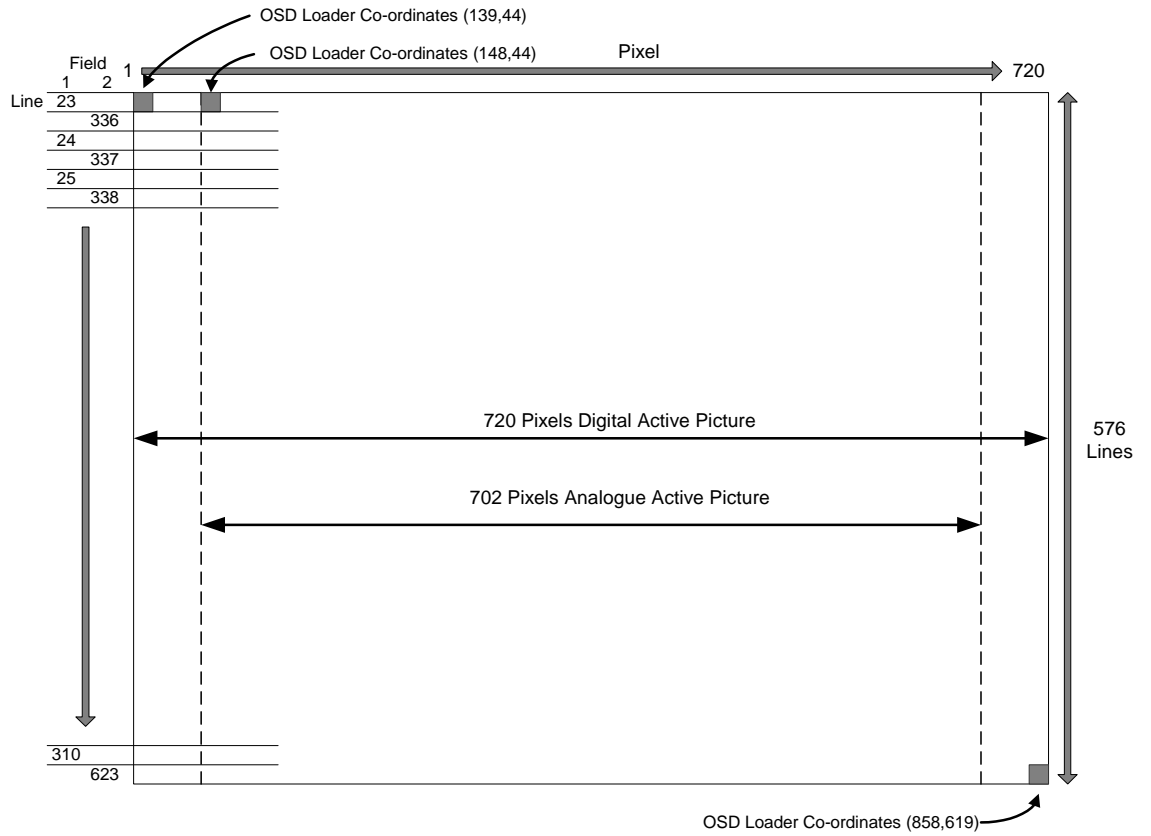 OSD Loader Co-ordinates (139,44)
OSD Loader Co-ordinates (148,44)
Pixel
Field
1 2
1
720
Line 23
336
24
337
25
338
720 Pixels Digital Active Picture
576
Lines
702 Pixels Analogue Active Picture
310
623
OSD Loader Co-ordinates (858,619)